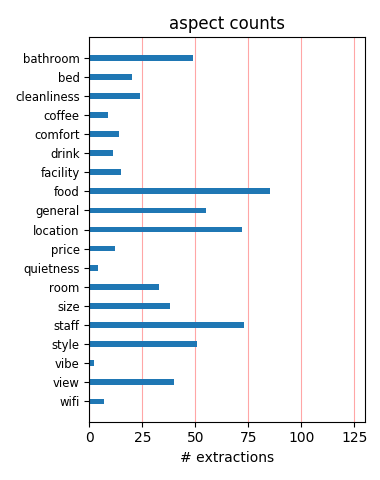 aspect counts
bathroom
bed
cleanliness
coffee
comfort
drink
facility
food
general
location
price
quietness
room
size
staff
style
vibe
view
wifi
0 25 50 75 100 125
# extractions